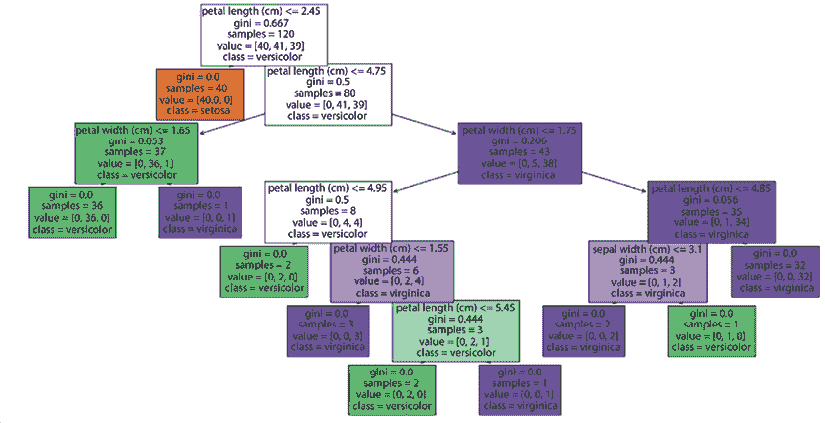 petal length (cm) <= 2.45
gini = 0.667
samples = 120
value = [40, 41, 39]
class = versicolor
gini = 0.0
samples = 40
value = [40.0, 0]
class = setosa
petal length (cm) <= 4.75
gini = 0.5
samples = 80
value = [0, 41, 39]
class = versicolor
petal width (cm) <= 1.65
gini = 0.053
samples = 37
value = [0, 36, 1]
class = versicolor
petal width (cm) <= 1.75
gini = 0.206
samples = 43
value = [0, 5, 38]
class = virginica
gini = 0.0
samples = 36
value = [0, 36, 0]
class = versicolor
gini = 0.0
samples = 1
value = [0, 0, 1]
class = virginica
petal length (cm) <= 4.95
gini = 0.5
samples = 8
value = [0, 4, 4]
class = versicolor
petal length (cm) <= 4.85
gini = 0.056
samples = 35
value = [0, 1, 34]
class = virginica
gini = 0.0
samples = 2
value = [0, 2, 0]
class = versicolor
petal width (cm) <= 1.55
gini = 0.444
samples = 6
value = [0, 2, 4]
class = virginica
sepal width (cm) <= 3.1
gini = 0.444
samples = 3
value = [0, 1, 2]
class = virginica
gini = 0.0
samples = 32
value = [0, 0, 32]
class = virginica
gini = 0.0
samples = 3
value = [0, 0, 3]
class = virginica
petal length (cm) <= 5.45
gini = 0.444
samples = 3
value = [0, 2, 1]
class = versicolor
gini = 0.0
samples = 2
value = [0, 0, 2]
class = virginica
gini = 0.0
samples = 1
value = [0, 1, 0]
class = versicolor
gini = 0.0
samples = 2
value = [0, 2, 0]
class = versicolor
gini = 0.0
samples = 1
value = [0, 0, 1]
class = virginica